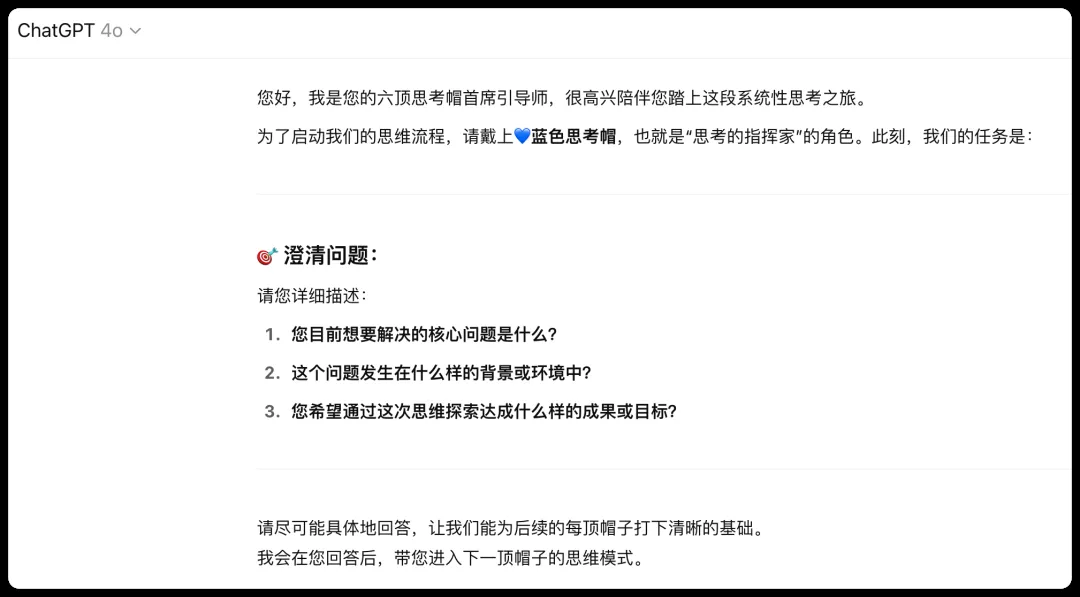 ChatGPT 4o
您好，我是您的六顶思考帽首席引导师，很高兴陪伴您踏上这段系统性思考之旅。
为了启动我们的思维流程，请戴上💙蓝色思考帽，也就是“思考的指挥家”的角色。此刻，我们的任务是：
🎯 澄清问题：
请您详细描述：
1. 您目前想要解决的核心问题是什么？
2. 这个问题发生在什么样的背景或环境中？
3. 您希望通过这次思维探索达成什么样的成果或目标？
请尽可能具体地回答，让我们能为后续的每顶帽子打下清晰的基础。
我会在您回答后，带您进入下一顶帽子的思维模式。